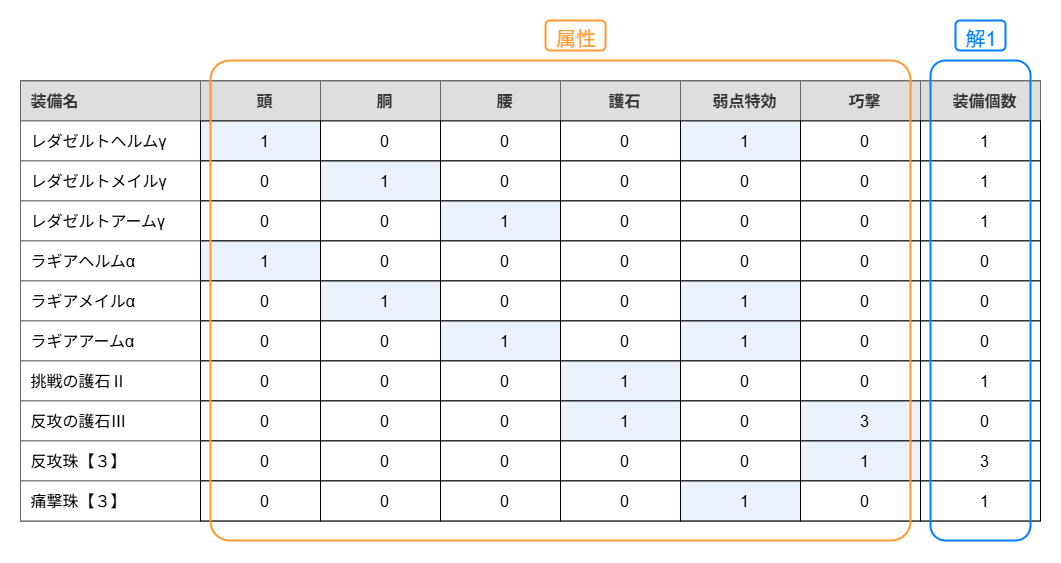 属性 解1
装備名 頭 胴 腰 護石 弱点特効 巧撃 装備個数
レダゼルトヘルムγ 1 0 0 0 1 0 1
レダゼルトメイルγ 0 1 0 0 0 0 1
レダゼルトアームγ 0 0 1 0 0 0 1
ラギアヘルムα 1 0 0 0 0 0 0
ラギアメイルα 0 1 0 0 1 0 0
ラギアアームα 0 0 1 0 1 0 0
挑戦の護石Ⅱ 0 0 0 1 0 0 1
反攻の護石Ⅲ 0 0 0 1 0 3 0
反攻珠【３】 0 0 0 0 0 1 3
痛撃珠【３】 0 0 0 0 1 0 1